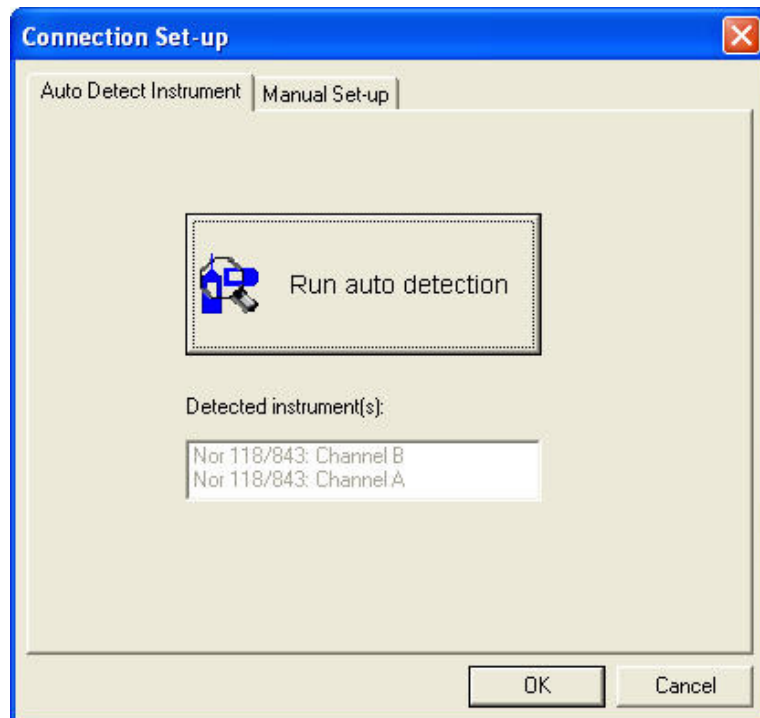 Connection Set-up
Auto Detect Instrument
Manual Set-up
Run auto detection
Detected instrument(s):
Nor 118/843: Channel B
Nor 118/843: Channel A
OK
Cancel